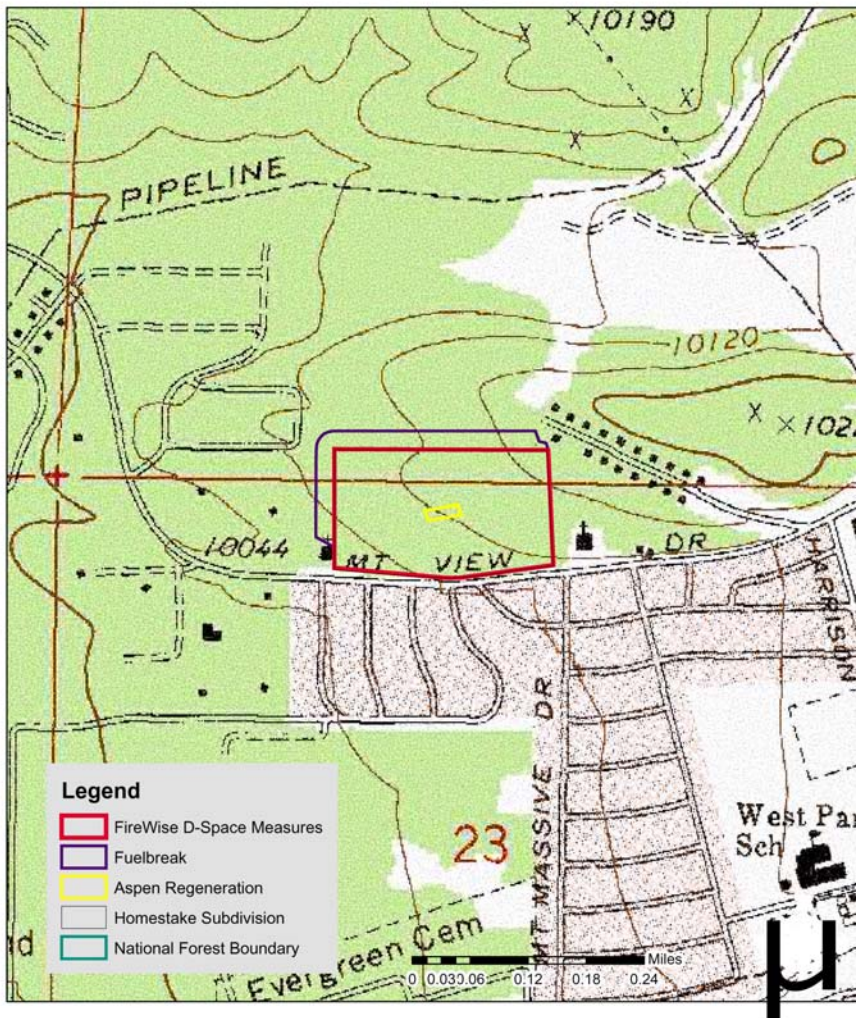 10190
PIPELINE
10120
10044
MT VIEW DR
HARRISON
MT MASSIVE DR
Legend
FireWise D-Space Measures
Fuelbreak
Aspen Regeneration
Homestake Subdivision
National Forest Boundary
23
West Par
Sch
Evergreen Cem
Miles
0 0.03 0.06 0.12 0.18 0.24
µ